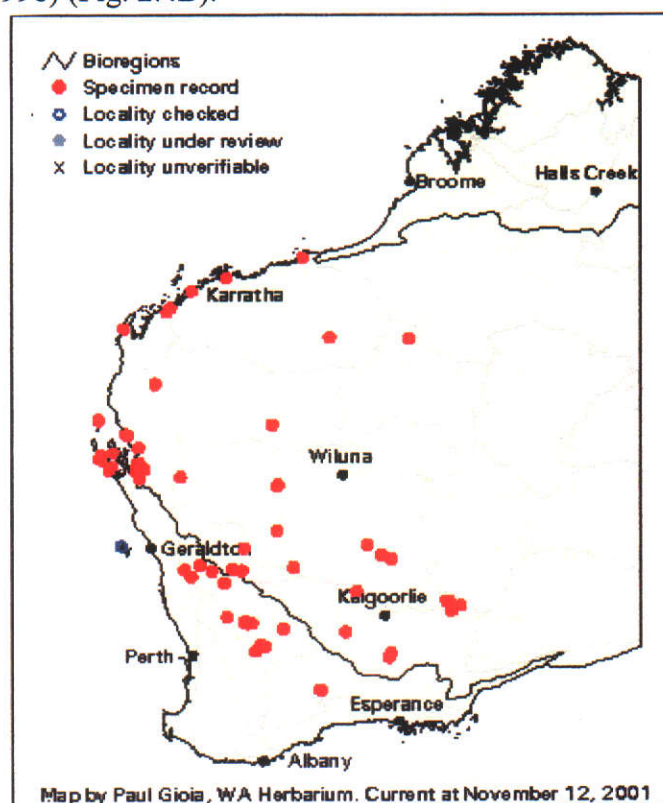 Bioregions
Specimen record
Locality checked
Locality under review
x Locality unverifiable
Halls Creek
Broome
Karratha
Wiluna
Geraldton
Kalgoorlie
Perth
Esperance
Albany
Map by Paul Gioia, WA Herbarium. Current at November 12, 2001